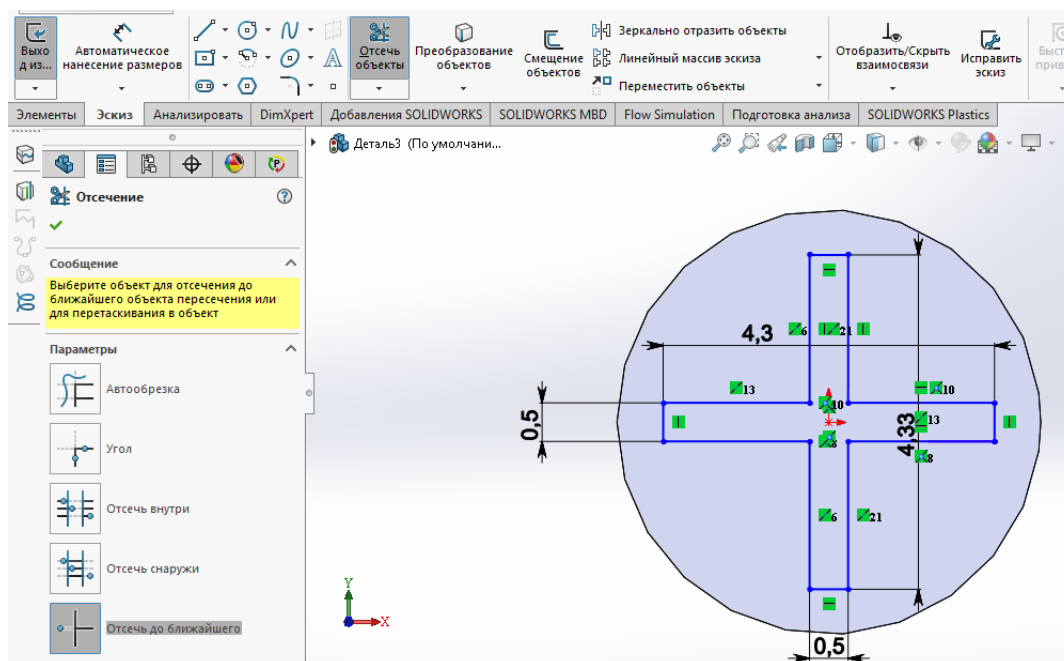 Выхо
д из...
Автоматическое
нанесение размеров
Отсечь
объекты
Преобразование
объектов
Смещение
объектов
Зеркально отразить объекты
Линейный массив эскиза
Переместить объекты
Отобразить/Скрыть
взаимосвязи
Исправить
эскиз
Быст
прив
Элементы
Эскиз
Анализировать
DimXpert
Добавления SOLIDWORKS
SOLIDWORKS MBD
Flow Simulation
Подготовка анализа
SOLIDWORKS Plastics
Деталь3 (По умолчани...
Отсечение
Сообщение
Выберите объект для отсечения до
ближайшего объекта пересечения или
для перетаскивания в объект
Параметры
Автообрезка
Угол
Отсечь внутри
Отсечь снаружи
Отсечь до ближайшего
6
21
4,3
13
10
10
0,5
13
4,33
8
8
6
21
0,5
Y
X